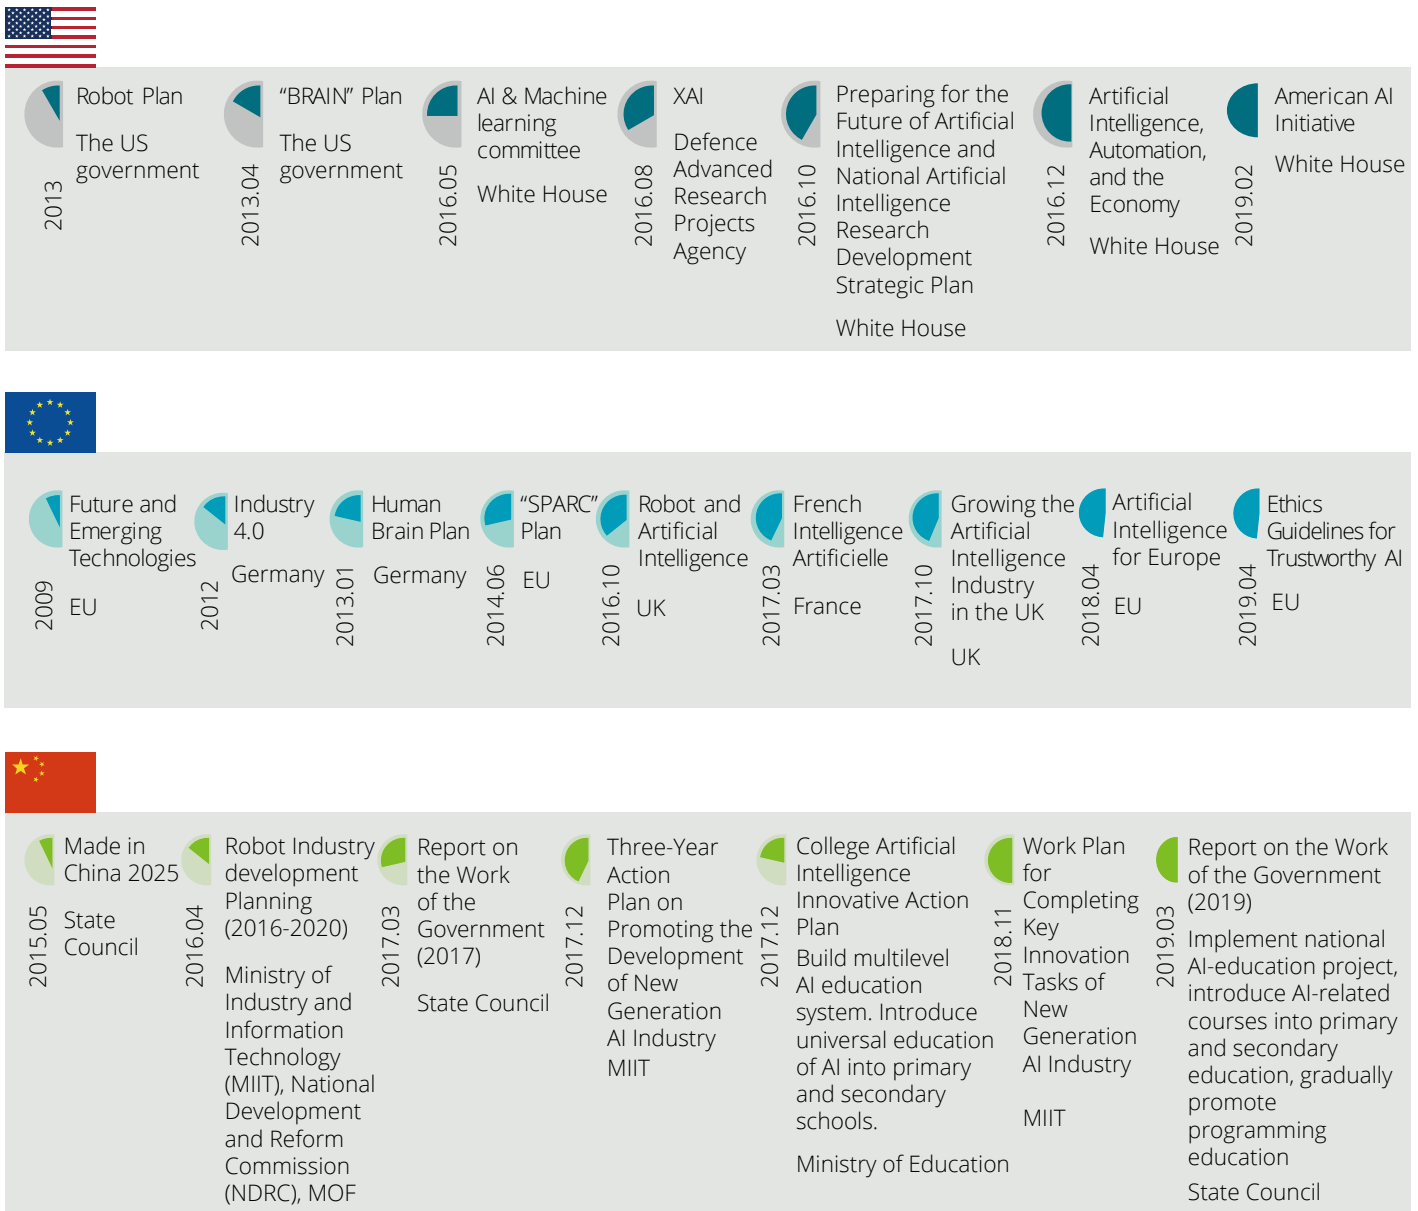 Robot Plan
The US
government
2013
“BRAIN” Plan
The US
government
2013.04
AI & Machine
learning
committee
White House
2016.05
XAI
Defence
Advanced
Research
Projects
Agency
2016.08
Preparing for the
Future of Artificial
Intelligence and
National Artificial
Intelligence
Research
Development
Strategic Plan
White House
2016.10
Artificial
Intelligence,
Automation,
and the
Economy
White House
2016.12
American AI
Initiative
White House
2019.02
Future and
Emerging
Technologies
EU
2009
Industry
4.0
Germany
2012
Human
Brain Plan
Germany
2013.01
“SPARC”
Plan
EU
2014.06
Robot and
Artificial
Intelligence
UK
2016.10
French
Intelligence
Artificielle
France
2017.03
Growing the
Artificial
Intelligence
Industry
in the UK
UK
2017.10
Artificial
Intelligence
for Europe
EU
2018.04
Ethics
Guidelines for
Trustworthy AI
EU
2019.04
Made in
China 2025
State
Council
2015.05
Robot Industry
development
Planning
(2016-2020)
Ministry of
Industry and
Information
Technology
(MIIT), National
Development
and Reform
Commission
(NDRC), MOF
2016.04
Report on
the Work
of the
Government
(2017)
State Council
2017.03
Three-Year
Action
Plan on
Promoting the
Development
of New
Generation
AI Industry
MIIT
2017.12
College Artificial
Intelligence
Innovative Action
Plan
Build multilevel
AI education
system. Introduce
universal education
of AI into primary
and secondary
schools.
Ministry of Education
2017.12
Work Plan
for
Completing
Key
Innovation
Tasks of
New
Generation
AI Industry
MIIT
2018.11
Report on the Work
of the Government
(2019)
Implement national
AI-education project,
introduce AI-related
courses into primary
and secondary
education, gradually
promote
programming
education
State Council
2019.03